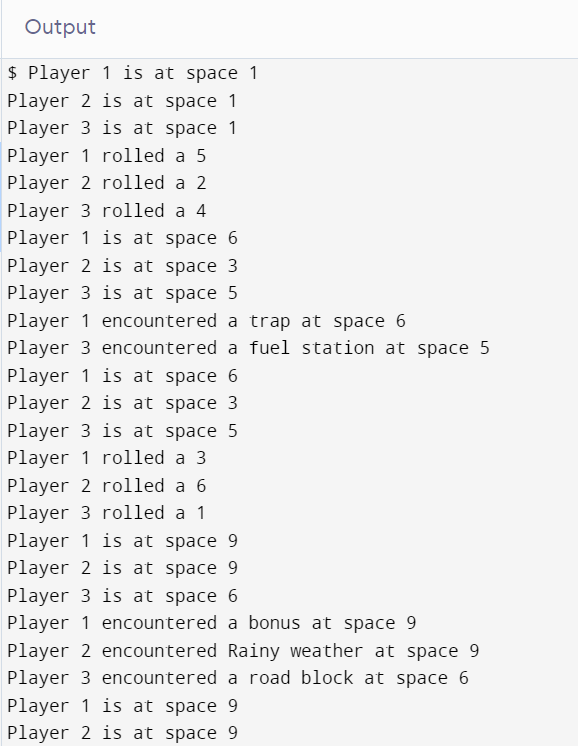 Output
$ Player 1 is at space 1
Player 2 is at space 1
Player 3 is at space 1
Player 1 rolled a 5
Player 2 rolled a 2
Player 3 rolled a 4
Player 1 is at space 6
Player 2 is at space 3
Player 3 is at space 5
Player 1 encountered a trap at space 6
Player 3 encountered a fuel station at space 5
Player 1 is at space 6
Player 2 is at space 3
Player 3 is at space 5
Player 1 rolled a 3
Player 2 rolled a 6
Player 3 rolled a 1
Player 1 is at space 9
Player 2 is at space 9
Player 3 is at space 6
Player 1 encountered a bonus at space 9
Player 2 encountered Rainy weather at space 9
Player 3 encountered a road block at space 6
Player 1 is at space 9
Player 2 is at space 9